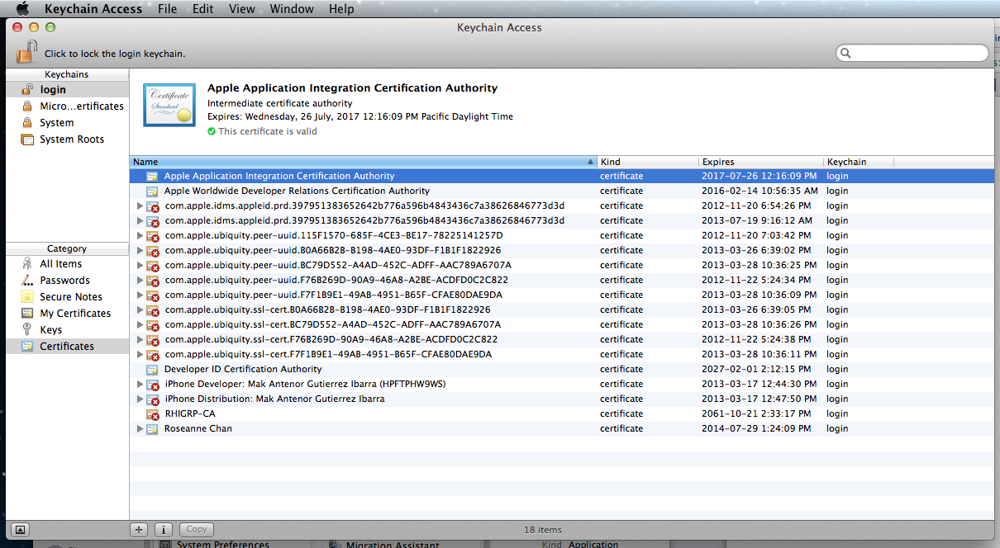 Keychain Access File Edit View Window Help
Keychain Access
Click to lock the login keychain.
Keychains
login
Micro...ertificates
System
System Roots
Certificate
Standard
Apple Application Integration Certification Authority
Intermediate certificate authority
Expires: Wednesday, 26 July, 2017 12:16:09 PM Pacific Daylight Time
This certificate is valid
Name Kind Expires Keychain
Apple Application Integration Certification Authority certificate 2017-07-26 12:16:09 PM login
Apple Worldwide Developer Relations Certification Authority certificate 2016-02-14 10:56:35 AM login
com.apple.idms.appleid.prd.397951383652642b776a596b4843436c7a38626846773d3d certificate 2012-11-20 6:54:26 PM login
com.apple.idms.appleid.prd.397951383652642b776a596b4843436c7a38626846773d3d certificate 2013-07-19 9:16:12 AM login
com.apple.ubiquity.peer-uuid.115F1570-685F-4CE3-BE17-78225141257D certificate 2012-11-20 7:03:42 PM login
com.apple.ubiquity.peer-uuid.B0A66B2B-B198-4AE0-93DF-F1B1F1822926 certificate 2013-03-26 6:39:02 PM login
com.apple.ubiquity.peer-uuid.BC79D552-A4AD-452C-ADFF-AAC789A6707A certificate 2013-03-28 10:36:25 PM login
com.apple.ubiquity.peer-uuid.F76B269D-90A9-46A8-A2BE-ACDFD0C2C822 certificate 2012-11-22 5:24:34 PM login
com.apple.ubiquity.peer-uuid.F7F1B9E1-49AB-4951-B65F-CFAE80DAE9DA certificate 2013-03-28 10:36:09 PM login
com.apple.ubiquity.ssl-cert.B0A66B2B-B198-4AE0-93DF-F1B1F1822926 certificate 2013-03-26 6:39:05 PM login
com.apple.ubiquity.ssl-cert.BC79D552-A4AD-452C-ADFF-AAC789A6707A certificate 2013-03-28 10:36:26 PM login
com.apple.ubiquity.ssl-cert.F76B269D-90A9-46A8-A2BE-ACDFD0C2C822 certificate 2012-11-22 5:24:38 PM login
com.apple.ubiquity.ssl-cert.F7F1B9E1-49AB-4951-B65F-CFAE80DAE9DA certificate 2013-03-28 10:36:11 PM login
Developer ID Certification Authority certificate 2027-02-01 2:12:15 PM login
iPhone Developer: Mak Antenor Gutierrez Ibarra (HPFTPHW9WS) certificate 2013-03-17 12:44:30 PM login
iPhone Distribution: Mak Antenor Gutierrez Ibarra certificate 2013-03-17 12:47:50 PM login
RHIGRP-CA certificate 2061-10-21 2:33:17 PM login
Roseanne Chan certificate 2014-07-29 1:24:09 PM login
Category
All Items
Passwords
Secure Notes
My Certificates
Keys
Certificates
Copy
18 items
System Preferences Migration Assistant Kind Application